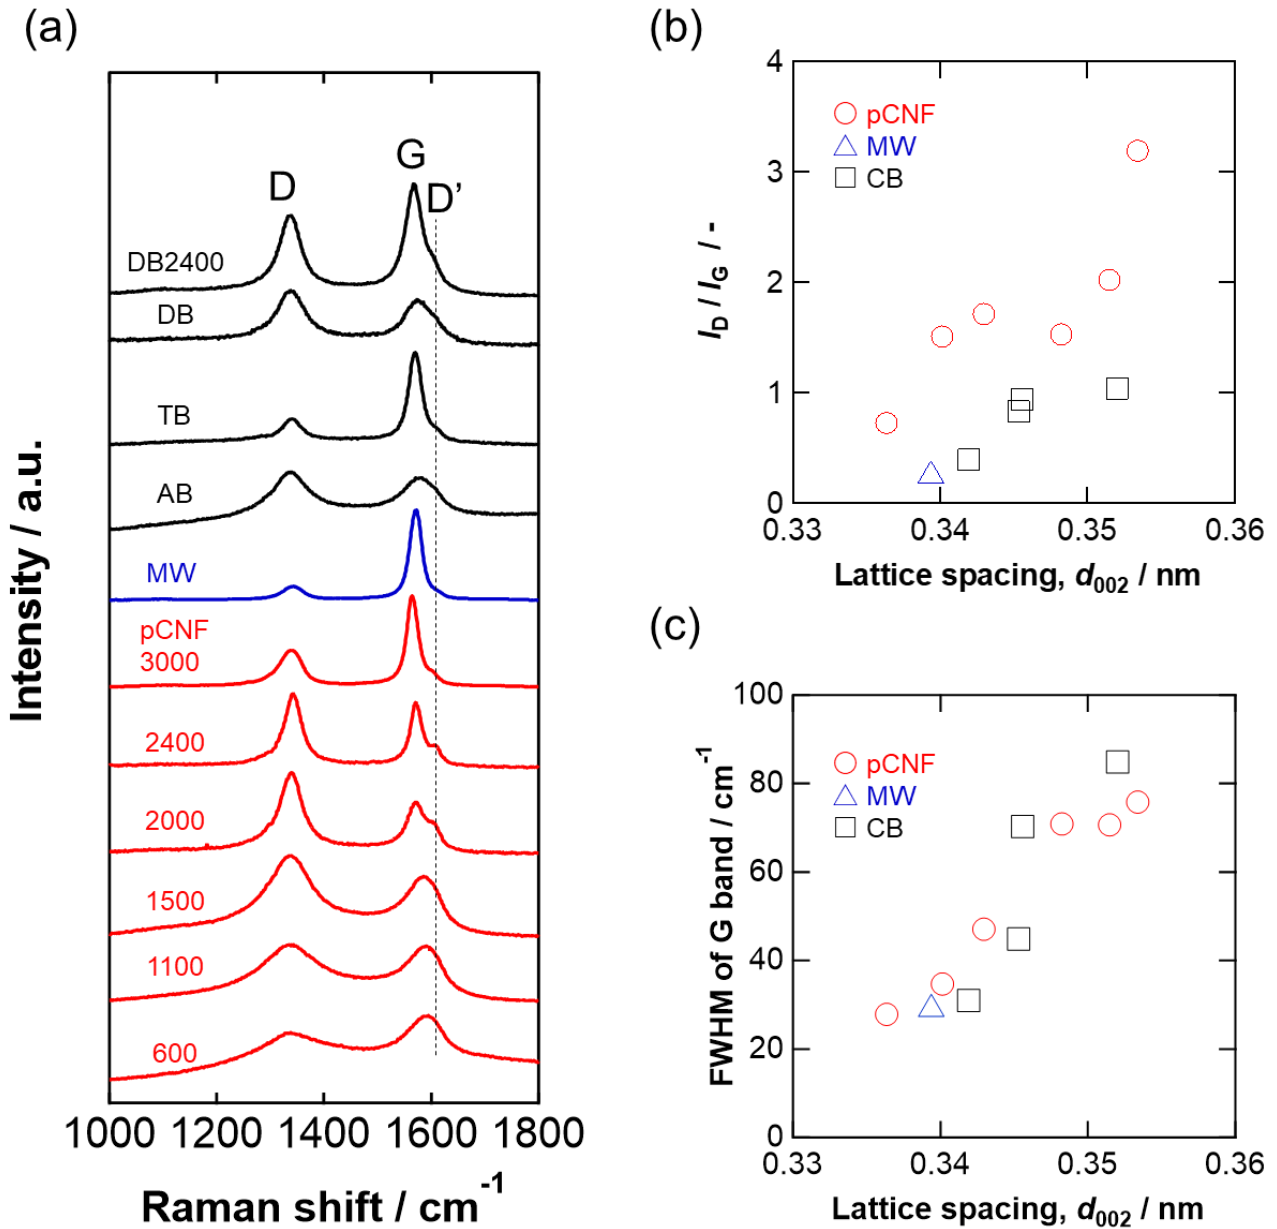 (a)
Intensity / a.u.
D
G
D’
DB2400
DB
TB
AB
MW
pCNF
3000
2400
2000
1500
1100
600
1000 1200 1400 1600 1800
Raman shift / cm-1
(b)
4
3
2
1
0
ID / IG / -
pCNF
MW
CB
0.33 0.34 0.35 0.36
Lattice spacing, d002 / nm
(c)
100
80
60
40
20
0
FWHM of G band / cm-1
pCNF
MW
CB
0.33 0.34 0.35 0.36
Lattice spacing, d002 / nm